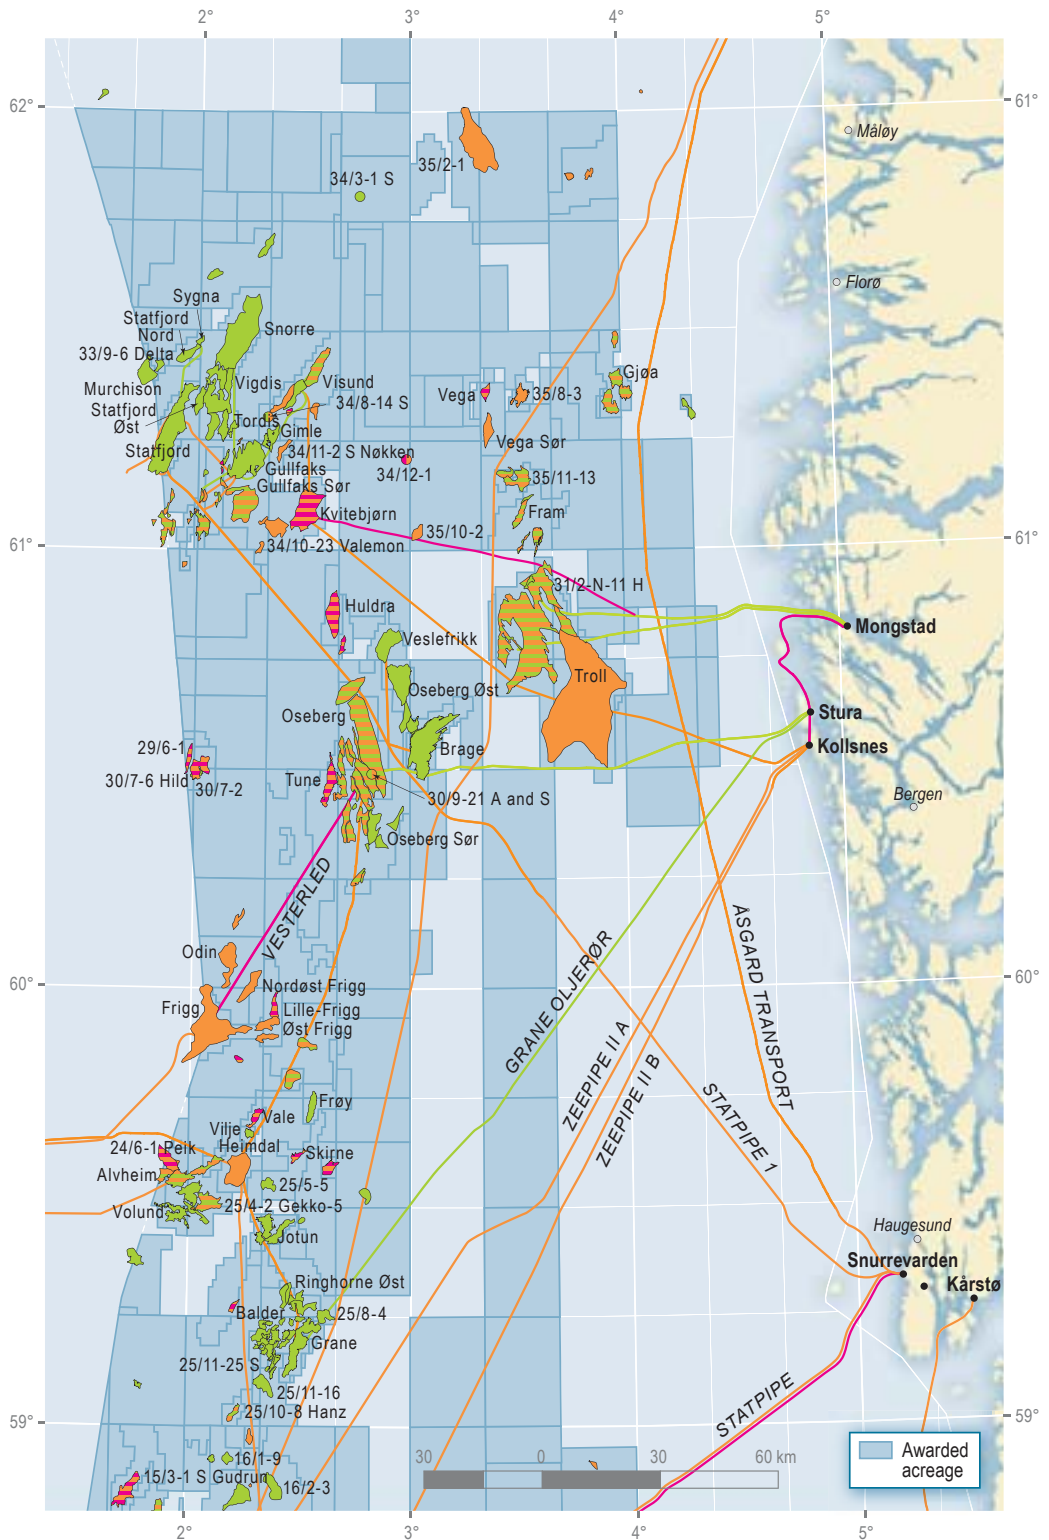 2°
3°
4°
5°
62°
61°
Måløy
35/2-1
34/3-1 S
Florø
Sygna
Statfjord
Nord
Snorre
33/9-6 Delta
Murchison
Vigdis
Visund
Gjøa
Vega
35/8-3
34/8-14 S
Statfjord
Øst
Tordis
Gimle
Vega Sør
Statfjord
34/11-2 S Nøkken
Gullfaks
34/12-1
35/11-13
Gullfaks Sør
Kvitebjørn
Fram
35/10-2
61°
34/10-23 Valemon
61°
31/2-N-11 H
Huldra
Mongstad
Veslefrikk
Troll
Oseberg Øst
Oseberg
Stura
Brage
Kollsnes
29/6-1
30/7-6 Hild
30/7-2
Tune
30/9-21 A and S
Bergen
Oseberg Sør
VESTERLED
ÅSGARD TRANSPORT
Odin
GRANE OLJERØR
60°
Nordøst Frigg
60°
Frigg
Lille-Frigg
Øst Frigg
ZEEPIPE II A
ZEEPIPE II B
STATPIPE 1
Frøy
Vale
Vilje
Heimdal
24/6-1 Peik
Skirne
Alvheim
25/5-5
25/4-2 Gekko-5
Volund
Jotun
Haugesund
Snurrevarden
Kårstø
Ringhorne Øst
Balder
25/8-4
Grane
25/11-25 S
25/11-16
STATPIPE
25/10-8 Hanz
59°
59°
16/1-9
15/3-1 S Gudrun
16/2-3
30
0
30
60 km
Awarded
acreage
2°
3°
4°
5°